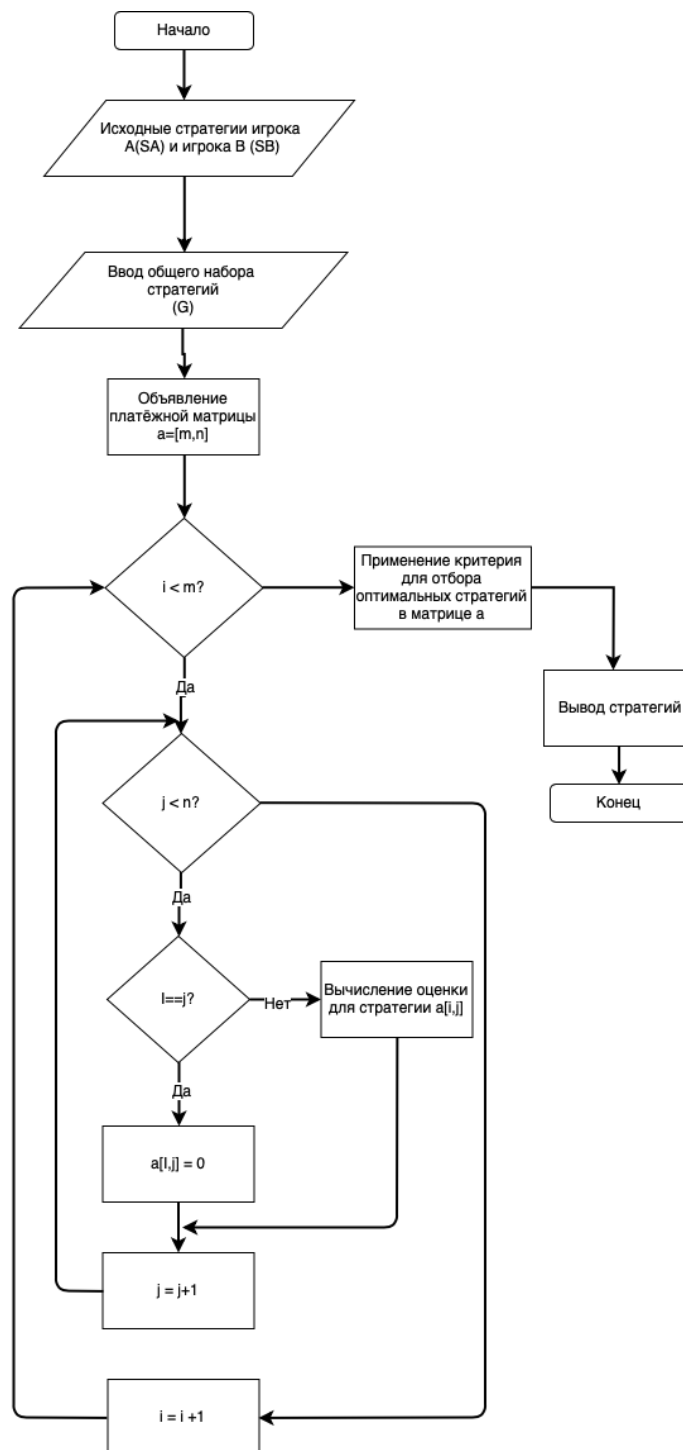 Начало
Исходные стратегии игрока
A(SA) и игрока B (SB)
Ввод общего набора
стратегий
(G)
Объявление
платёжной матрицы
a=[m,n]
i < m?
Применение критерия
для отбора
оптимальных стратегий
в матрице a
Да
Вывод стратегий
Конец
j < n?
Да
I==j?
Нет
Вычисление оценки
для стратегии a[i,j]
Да
a[I,j] = 0
j = j+1
i = i +1